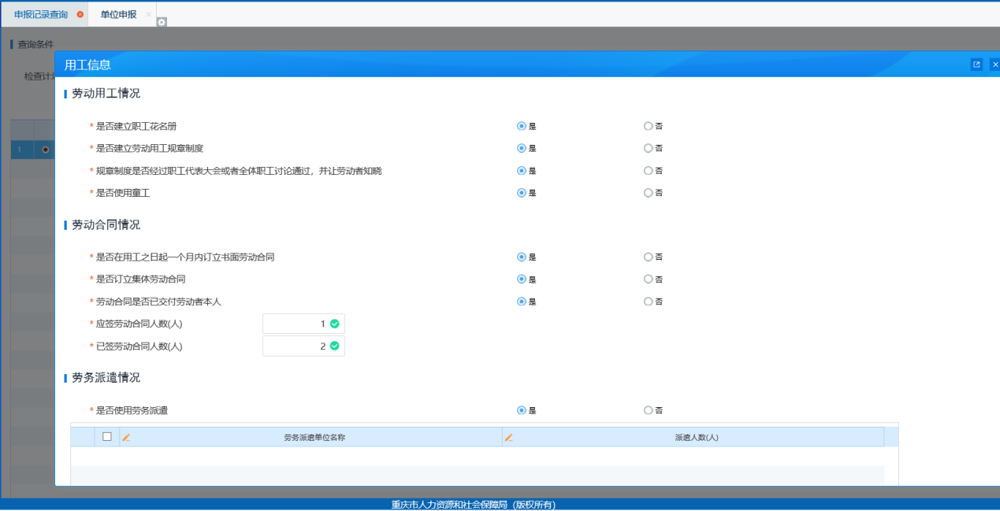 申报记录查询 单位申报
查询条件
用工信息
检查计
劳动用工情况
* 是否建立职工花名册 是 否
* 是否建立劳动用工规章制度 是 否
* 规章制度是否经过职工代表大会或者全体职工讨论通过，并让劳动者知晓 是 否
1 * 是否使用童工 是 否
劳动合同情况
* 是否在用工之日起一个月内订立书面劳动合同 是 否
* 是否订立集体劳动合同 是 否
* 劳动合同是否已交付劳动者本人 是 否
* 应签劳动合同人数(人) 1
* 已签劳动合同人数(人) 2
劳务派遣情况
* 是否使用劳务派遣 是 否
劳务派遣单位名称 派遣人数(人)
重庆市人力资源和社会保障局 (版权所有)